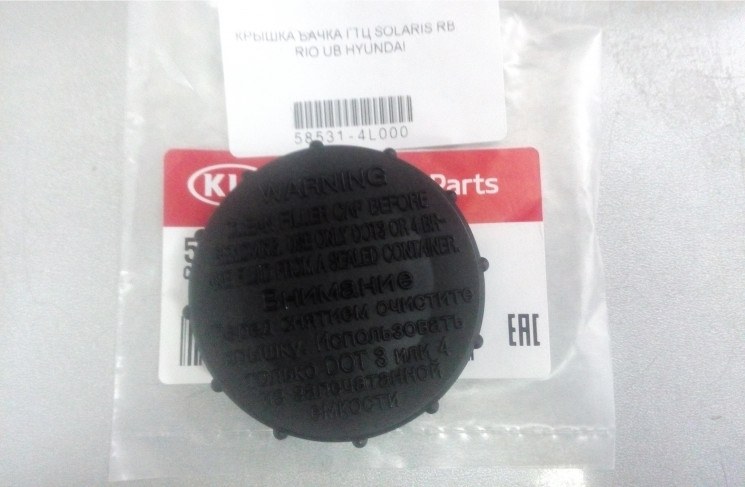 КРЫШКА БАЧКА ГТЦ SOLARIS RB
RIO UB HYUNDAI
58531-4L000
KI
Parts
5
WARNING
CLEAN FILLER CAP BEFORE
REMOVING. USE ONLY DOT3 OR 4 BR-
AKE FLUID FROM A SEALED CONTAINER.
ВНИМАНИЕ
Перед снятием очистите
крышку. Использовать
только DOT 3 или 4
из запечатанной
емкости
EAC